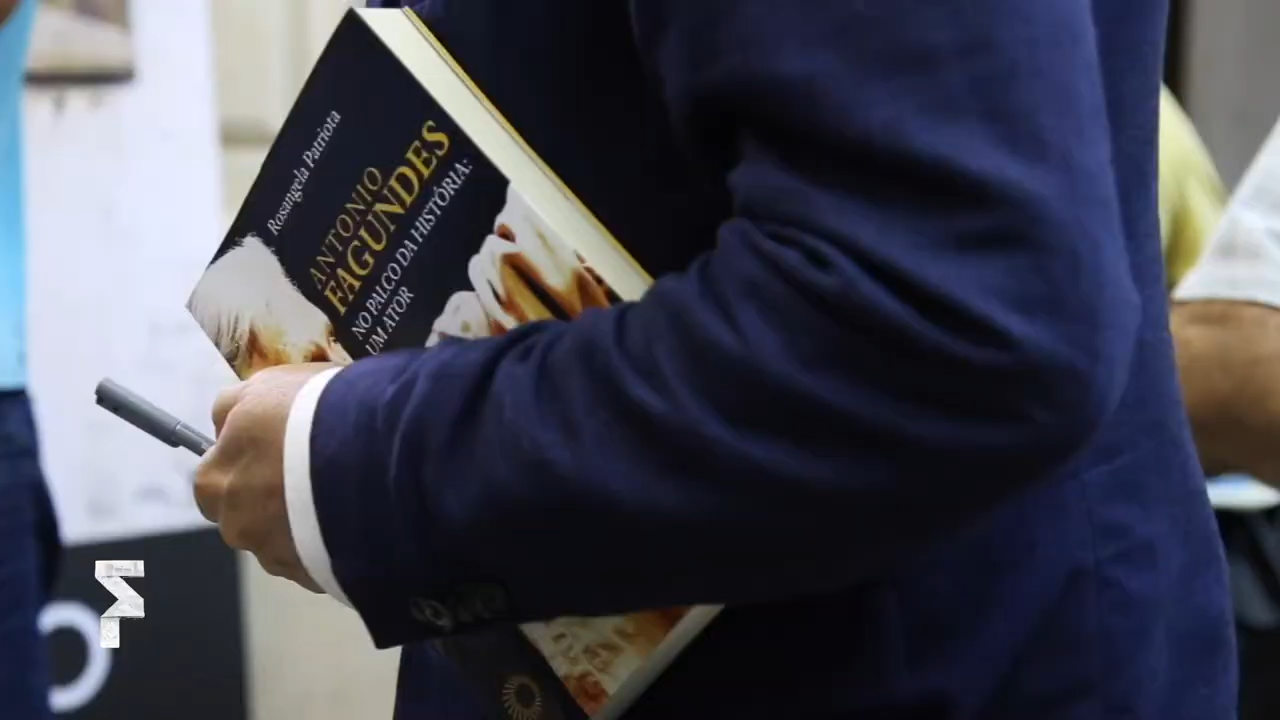 Rosangela Patriota
ANTONIO
FAGUNDES
NO PALCO DA HISTÓRIA:
UM ATOR